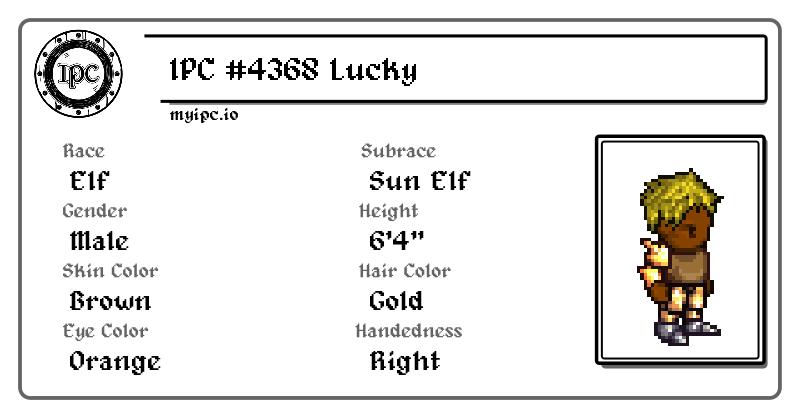 IPC
IPC #4368 Lucky
myipc.io
Race
Elf
Subrace
Sun Elf
Gender
Male
Height
6'4"
Skin Color
Brown
Hair Color
Gold
Eye Color
Orange
Handedness
Right